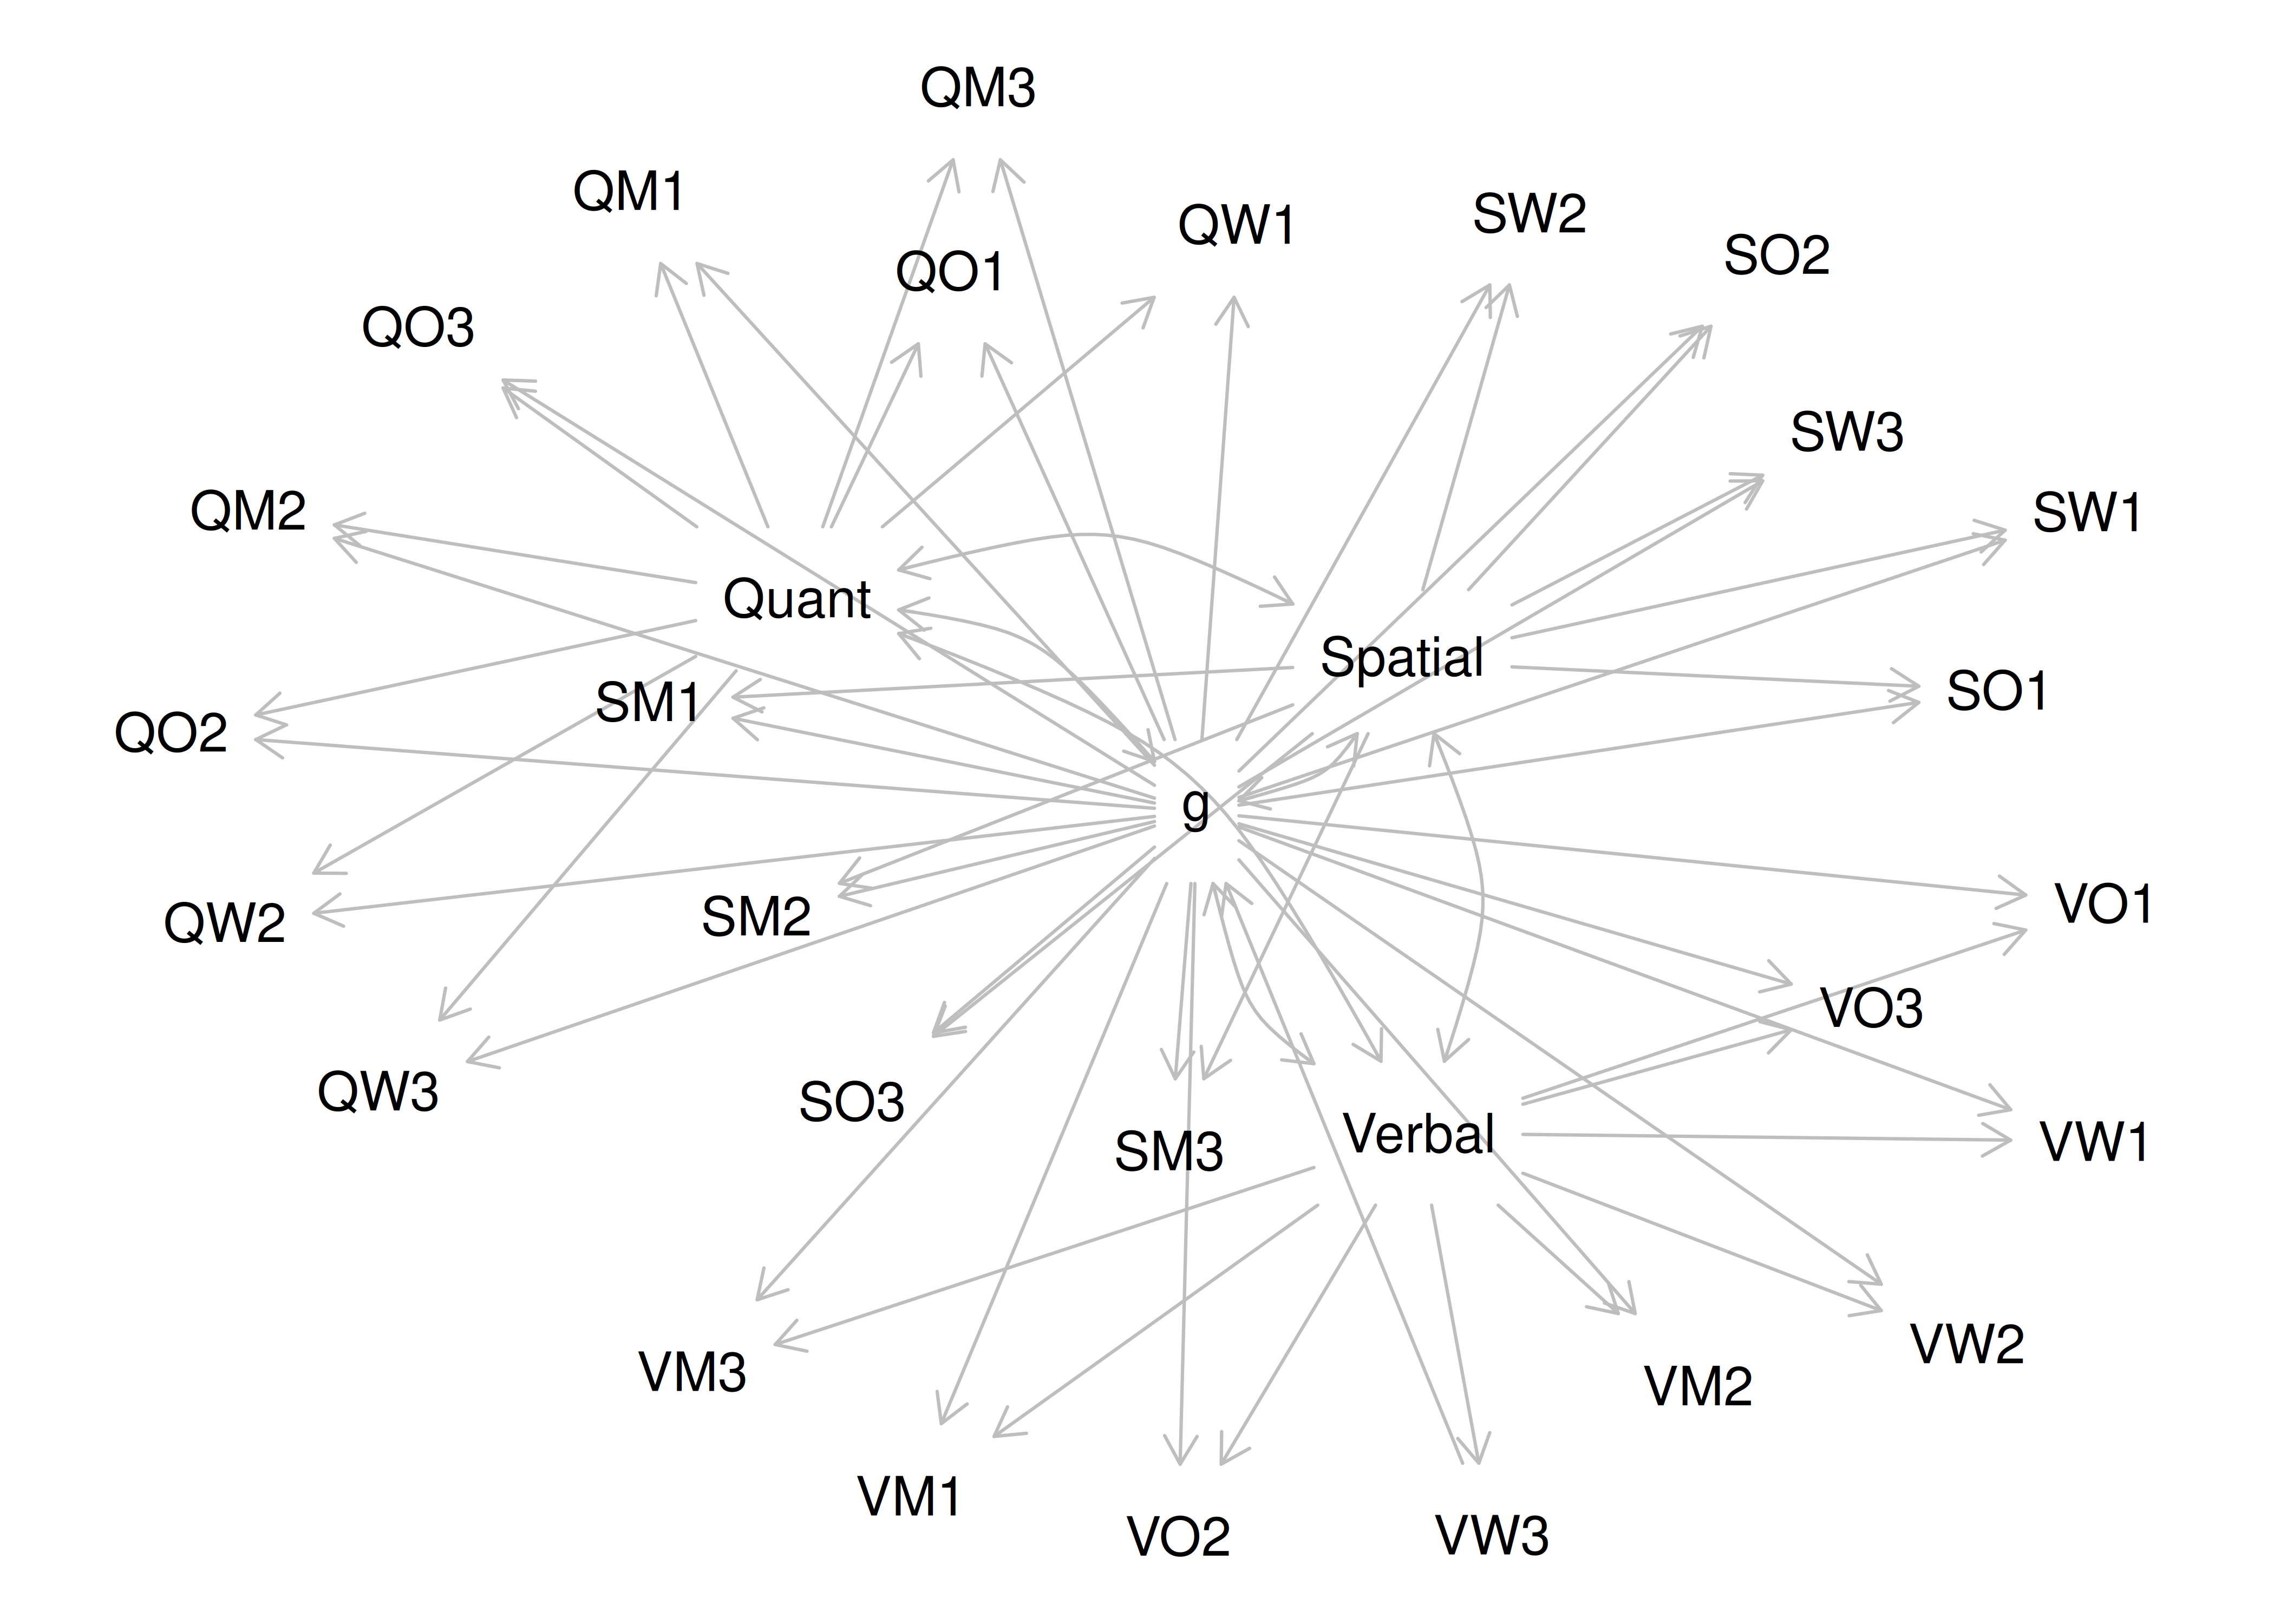 QM3
QM1
SW2
QW1
SO2
QO1
QO3
SW3
QM2
SW1
Quant
Spatial
SO1
SM1
QO2
g
VO1
SM2
QW2
VO3
QW3
SO3
Verbal
VW1
SM3
VW2
VM3
VM2
VM1
VO2
VW3